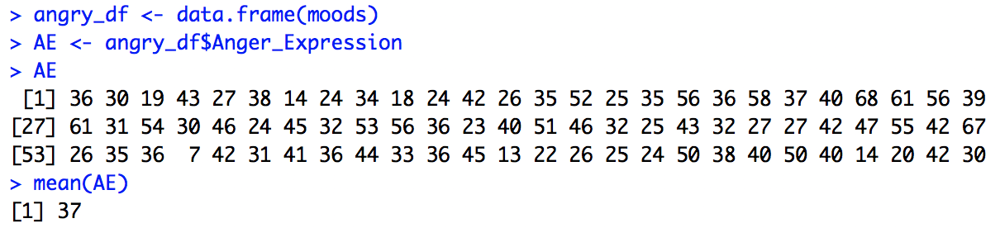 > angry_df <- data.frame(moods)
> AE <- angry_df$Anger_Expression
> AE
 [1] 36 30 19 43 27 38 14 24 34 18 24 42 26 35 52 25 35 56 36 58 37 40 68 61 56 39
[27] 61 31 54 30 46 24 45 32 53 56 36 23 40 51 46 32 25 43 32 27 27 42 47 55 42 67
[53] 26 35 36  7 42 31 41 36 44 33 36 45 13 22 26 25 24 50 38 40 50 40 14 20 42 30
> mean(AE)
[1] 37